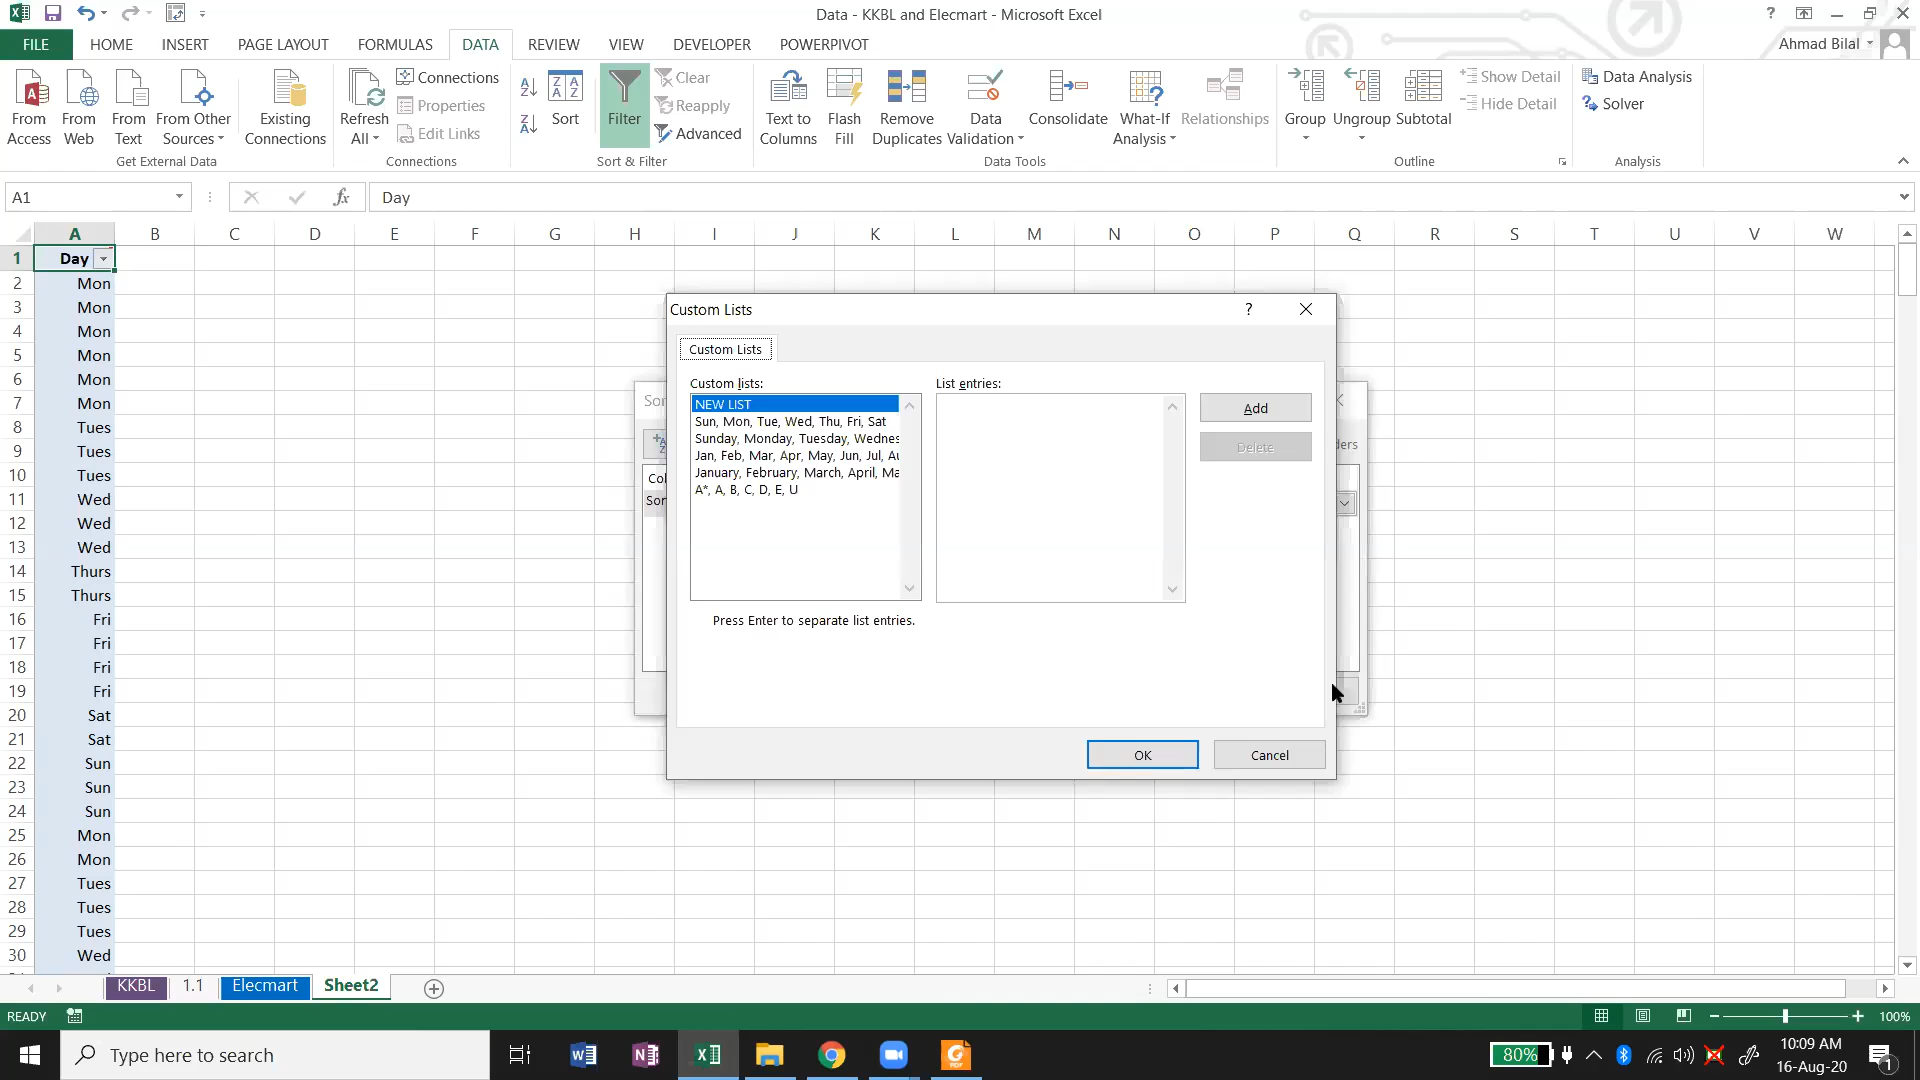 Data - KKBL and Elecmart - Microsoft Excel
FILE HOME INSERT PAGE LAYOUT FORMULAS DATA REVIEW VIEW DEVELOPER POWERPIVOT
Ahmad Bilal
From Access
From Web
From Text
From Other Sources
Existing Connections
Get External Data
Refresh All
Connections
Properties
Edit Links
Connections
Sort
Filter
Clear
Reapply
Advanced
Sort & Filter
Text to Columns
Flash Fill
Remove Duplicates
Data Validation
Consolidate
What-If Analysis
Relationships
Data Tools
Group
Ungroup
Subtotal
Show Detail
Hide Detail
Outline
Data Analysis
Solver
Analysis
A1 fx Day
A B C D E F G H I J K L M N O P Q R S T U V W
1 Day
2 Mon
3 Mon
4 Mon
5 Mon
6 Mon
7 Mon
8 Tues
9 Tues
10 Tues
11 Wed
12 Wed
13 Wed
14 Thurs
15 Thurs
16 Fri
17 Fri
18 Fri
19 Fri
20 Sat
21 Sat
22 Sun
23 Sun
24 Sun
25 Mon
26 Mon
27 Tues
28 Tues
29 Tues
30 Wed
Custom Lists
Custom Lists
Custom lists:
NEW LIST
Sun, Mon, Tue, Wed, Thu, Fri, Sat
Sunday, Monday, Tuesday, Wednes
Jan, Feb, Mar, Apr, May, Jun, Jul, Au
January, February, March, April, Ma
A*, A, B, C, D, E, U
List entries:
Add
Delete
Press Enter to separate list entries.
OK
Cancel
KKBL 1.1 Elecmart Sheet2
READY
100%
Type here to search
80%
10:09 AM
16-Aug-20
1